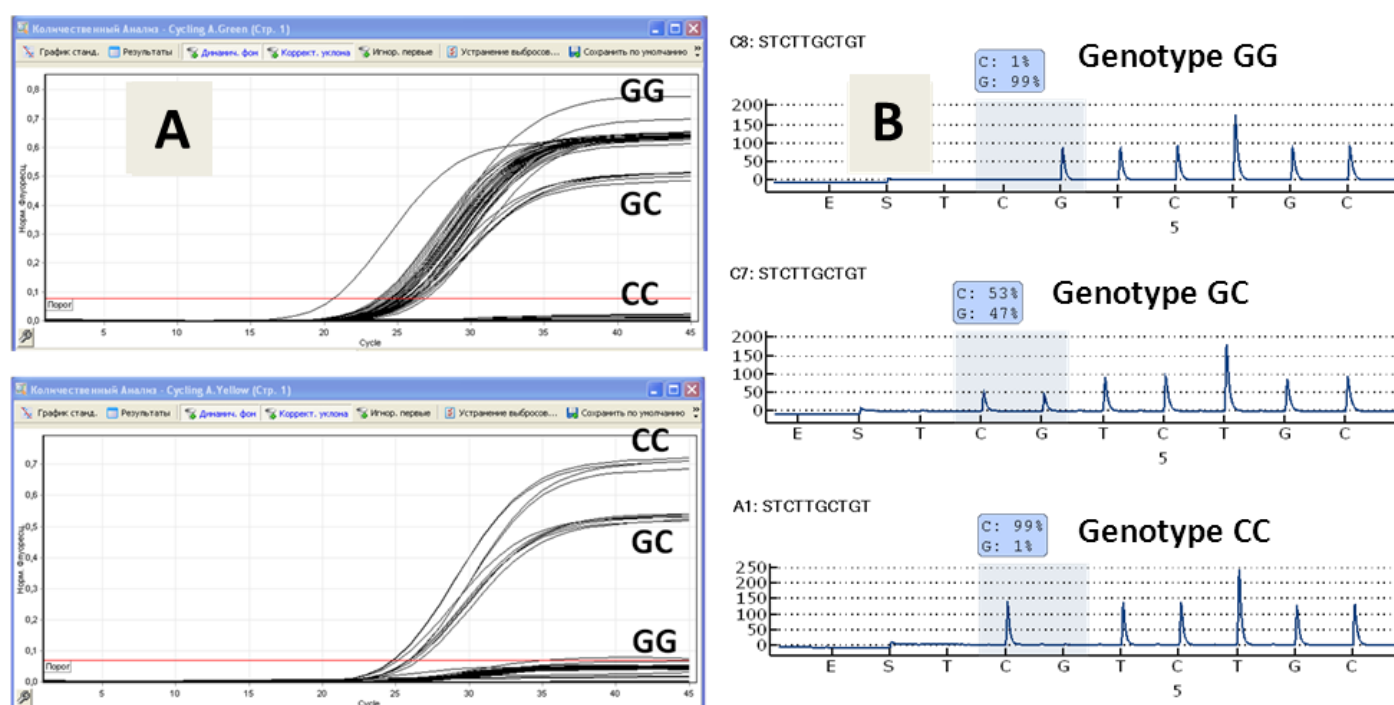 Количественный Анализ - Cycling A.Green (Стр. 1)
График станд. Результаты Динамич. фон Коррект. уклона Игнор. первые Устранение выбросов... Сохранить по умолчанию
A
GG
GC
CC
Норм. Флуоресц.
0,8
0,7
0,6
0,5
0,4
0,3
0,2
0,1
0,0
Порог
5 10 15 20 25 30 35 40 45
Cycle
Количественный Анализ - Cycling A.Yellow (Стр. 1)
График станд. Результаты Динамич. фон Коррект. уклона Игнор. первые Устранение выбросов... Сохранить по умолчанию
CC
GC
GG
Норм. Флуоресц.
0,7
0,6
0,5
0,4
0,3
0,2
0,1
0,0
Порог
5 10 15 20 25 30 35 40 45
Cycle
B
C8: STCTTGCTGT
C: 1%
G: 99%
Genotype GG
200
150
100
50
0
E S T C G T C T G C
5
C7: STCTTGCTGT
C: 53%
G: 47%
Genotype GC
200
150
100
50
0
E S T C G T C T G C
5
A1: STCTTGCTGT
C: 99%
G: 1%
Genotype CC
250
200
150
100
50
0
E S T C G T C T G C
5